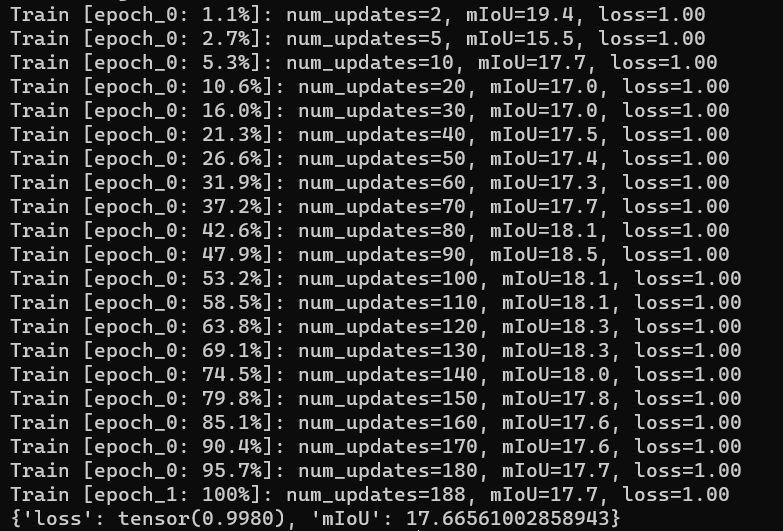 Train [epoch_0: 1.1%]: num_updates=2, mIoU=19.4, loss=1.00
Train [epoch_0: 2.7%]: num_updates=5, mIoU=15.5, loss=1.00
Train [epoch_0: 5.3%]: num_updates=10, mIoU=17.7, loss=1.00
Train [epoch_0: 10.6%]: num_updates=20, mIoU=17.0, loss=1.00
Train [epoch_0: 16.0%]: num_updates=30, mIoU=17.0, loss=1.00
Train [epoch_0: 21.3%]: num_updates=40, mIoU=17.5, loss=1.00
Train [epoch_0: 26.6%]: num_updates=50, mIoU=17.4, loss=1.00
Train [epoch_0: 31.9%]: num_updates=60, mIoU=17.3, loss=1.00
Train [epoch_0: 37.2%]: num_updates=70, mIoU=17.7, loss=1.00
Train [epoch_0: 42.6%]: num_updates=80, mIoU=18.1, loss=1.00
Train [epoch_0: 47.9%]: num_updates=90, mIoU=18.5, loss=1.00
Train [epoch_0: 53.2%]: num_updates=100, mIoU=18.1, loss=1.00
Train [epoch_0: 58.5%]: num_updates=110, mIoU=18.1, loss=1.00
Train [epoch_0: 63.8%]: num_updates=120, mIoU=18.3, loss=1.00
Train [epoch_0: 69.1%]: num_updates=130, mIoU=18.3, loss=1.00
Train [epoch_0: 74.5%]: num_updates=140, mIoU=18.0, loss=1.00
Train [epoch_0: 79.8%]: num_updates=150, mIoU=17.8, loss=1.00
Train [epoch_0: 85.1%]: num_updates=160, mIoU=17.6, loss=1.00
Train [epoch_0: 90.4%]: num_updates=170, mIoU=17.6, loss=1.00
Train [epoch_0: 95.7%]: num_updates=180, mIoU=17.7, loss=1.00
Train [epoch_1: 100%]: num_updates=188, mIoU=17.7, loss=1.00
{'loss': tensor(0.9980), 'mIoU': 17.66561002858943}